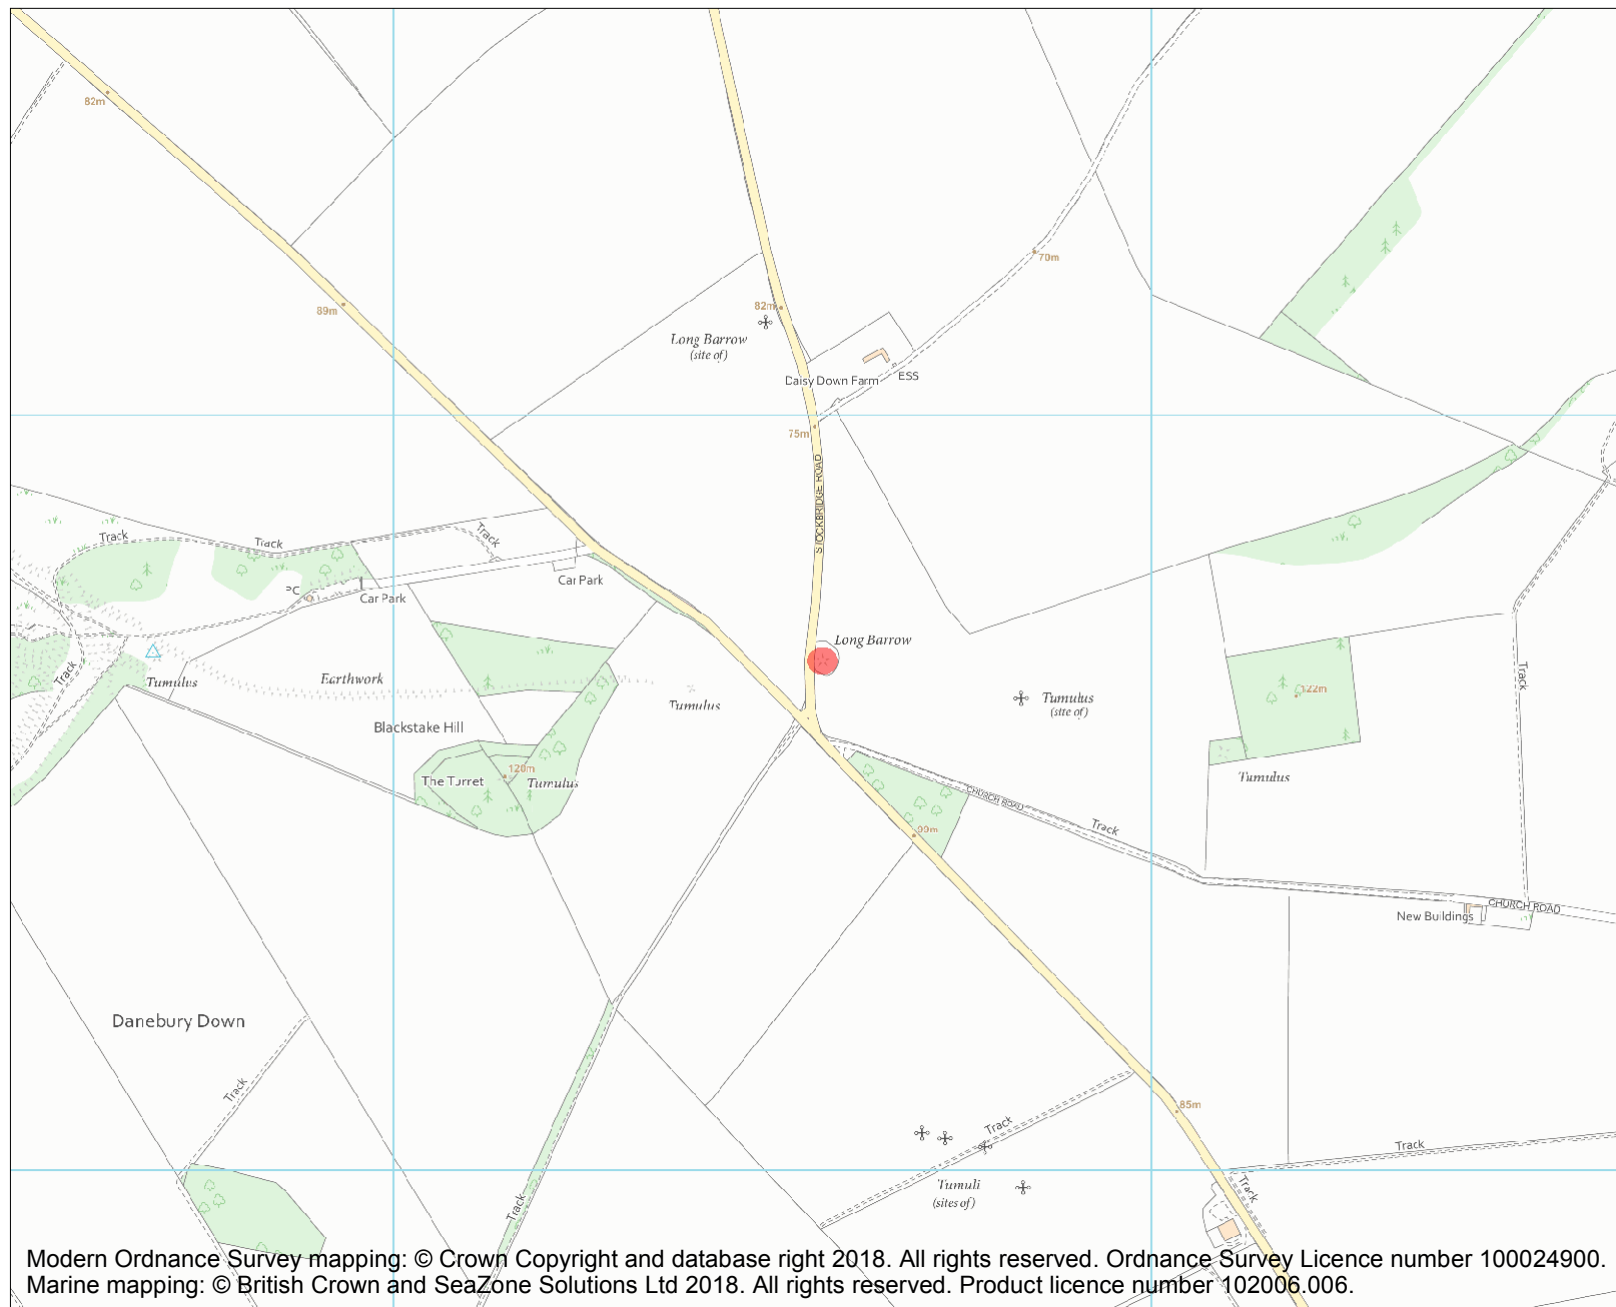 82m
70m
89m
82m
Long Barrow
(site of)
Daisy Down Farm
ESS
75m
STOCKBRIDGE ROAD
Track
Track
Track
Car Park
PC
Car Park
Long Barrow
Track
Tumulus
Earthwork
Tumulus
Tumulus
(site of)
122m
Track
Blackstake Hill
120m
The Turret
Tumulus
Tumulus
CHURCH ROAD
99m
Track
CHURCH ROAD
New Buildings
Danebury Down
Track
85m
Track
Track
Tumuli
(sites of)
Track
Track
Modern Ordnance Survey mapping: © Crown Copyright and database right 2018. All rights reserved. Ordnance Survey Licence number 100024900.
Marine mapping: © British Crown and SeaZone Solutions Ltd 2018. All rights reserved. Product licence number 102006.006.